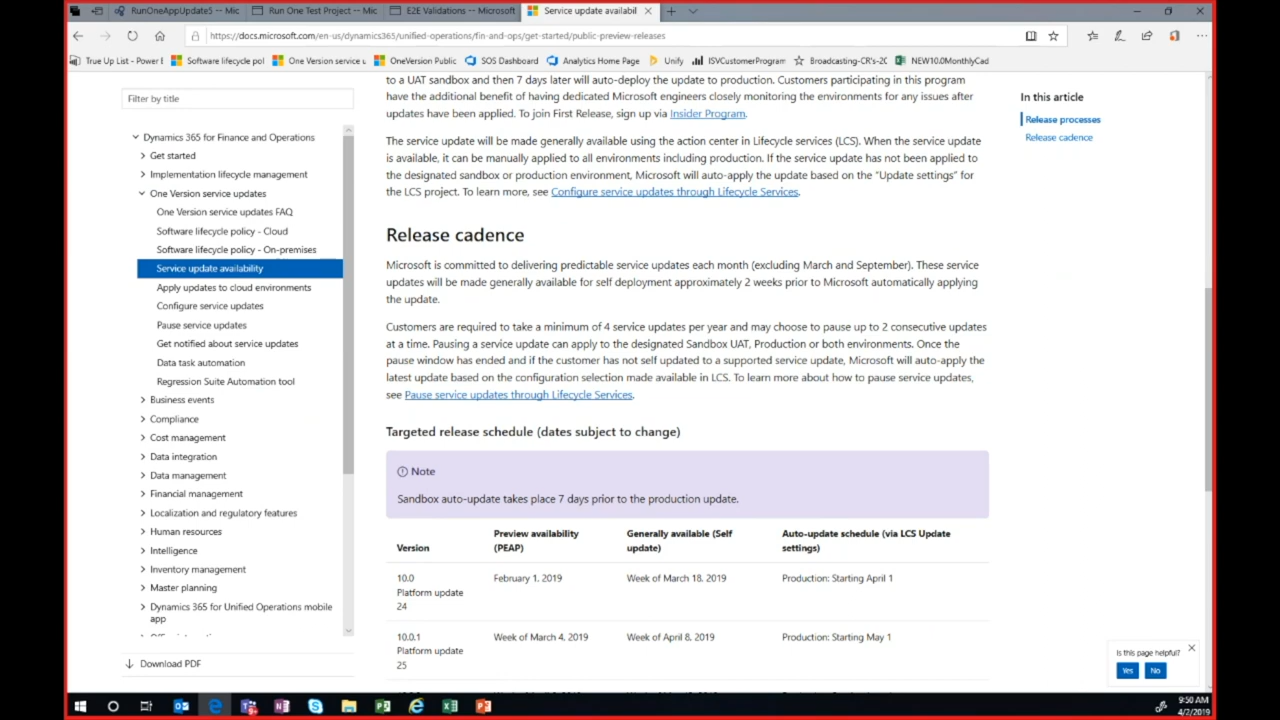 RunOneAppUpdate5 -- Mic
Run One Test Project -- Mic
E2E Validations -- Microsoft
Service update availabil
https://docs.microsoft.com/en-us/dynamics365/unified-operations/fin-and-ops/get-started/public-preview-releases
True Up List - Power B
Software lifecycle pol
One Version service u
OneVersion Public
SOS Dashboard
Analytics Home Page
Unify
ISVCustomerProgram
Broadcasting-CR's-2
NEW10.0MonthlyCad
Filter by title
Dynamics 365 for Finance and Operations
Get started
Implementation lifecycle management
One Version service updates
One Version service updates FAQ
Software lifecycle policy - Cloud
Software lifecycle policy - On-premises
Service update availability
Apply updates to cloud environments
Configure service updates
Pause service updates
Get notified about service updates
Data task automation
Regression Suite Automation tool
Business events
Compliance
Cost management
Data integration
Data management
Financial management
Localization and regulatory features
Human resources
Intelligence
Inventory management
Master planning
Dynamics 365 for Unified Operations mobile
app
Download PDF
to a UAT sandbox and then 7 days later will auto-deploy the update to production. Customers participating in this program
have the additional benefit of having dedicated Microsoft engineers closely monitoring the environments for any issues after
updates have been applied. To join First Release, sign up via Insider Program.
The service update will be made generally available using the action center in Lifecycle services (LCS). When the service update
is available, it can be manually applied to all environments including production. If the service update has not been applied to
the designated sandbox or production environment, Microsoft will auto-apply the update based on the "Update settings" for
the LCS project. To learn more, see Configure service updates through Lifecycle Services.
Release cadence
Microsoft is committed to delivering predictable service updates each month (excluding March and September). These service
updates will be made generally available for self deployment approximately 2 weeks prior to Microsoft automatically applying
the update.
Customers are required to take a minimum of 4 service updates per year and may choose to pause up to 2 consecutive updates
at a time. Pausing a service update can apply to the designated Sandbox UAT, Production or both environments. Once the
pause window has ended and if the customer has not self updated to a supported service update, Microsoft will auto-apply the
latest update based on the configuration selection made available in LCS. To learn more about how to pause service updates,
see Pause service updates through Lifecycle Services.
Targeted release schedule (dates subject to change)
Note
Sandbox auto-update takes place 7 days prior to the production update.
Version
Preview availability
(PEAP)
Generally available (Self
update)
Auto-update schedule (via LCS Update
settings)
10.0
Platform update
24
February 1, 2019
Week of March 18, 2019
Production: Starting April 1
10.0.1
Platform update
25
Week of March 4, 2019
Week of April 8, 2019
Production: Starting May 1
In this article
Release processes
Release cadence
Is this page helpful?
Yes
No
9:50 AM
4/2/2019